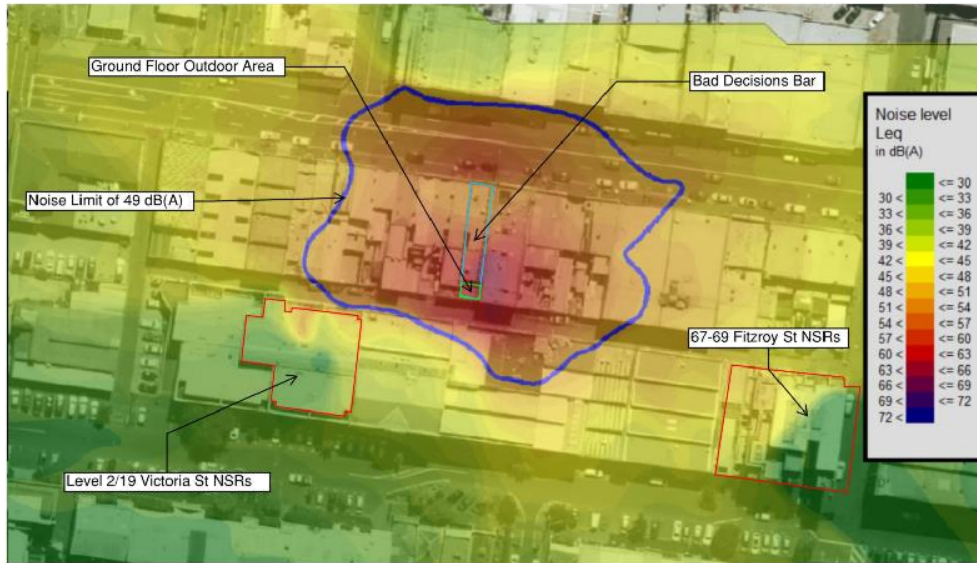 Ground Floor Outdoor Area
Bad Decisions Bar
Noise Limit of 49 dB(A)
67-69 Fitzroy St NSRs
Level 2/19 Victoria St NSRs
Noise level
Leq
in dB(A)
<= 30
30 < <= 33
33 < <= 36
36 < <= 39
39 < <= 42
42 < <= 45
45 < <= 48
48 < <= 51
51 < <= 54
54 < <= 57
57 < <= 60
60 < <= 63
63 < <= 66
66 < <= 69
69 < <= 72
72 <